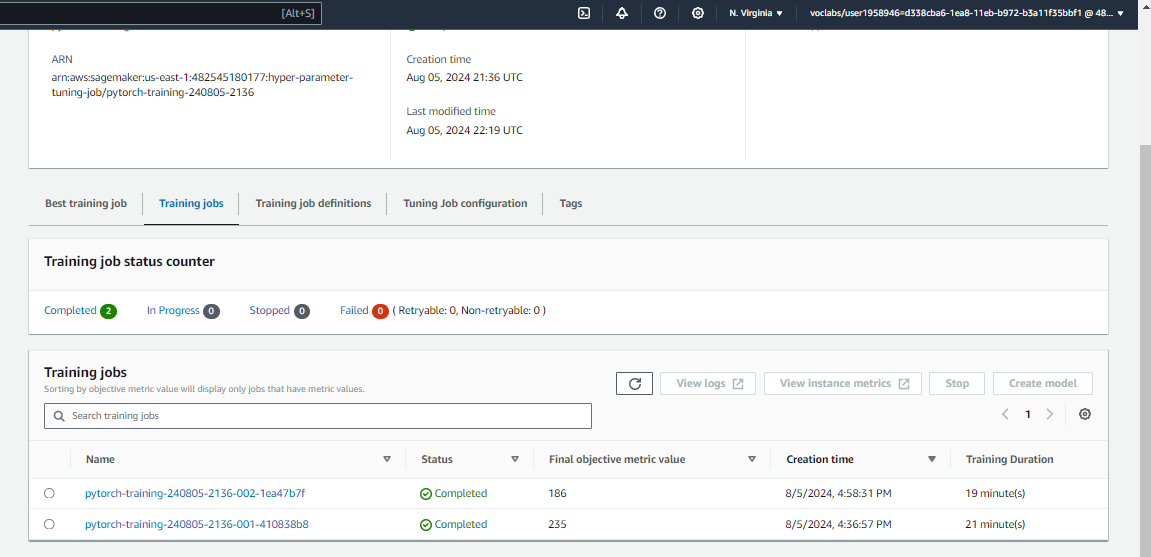 [Alt+S]
N. Virginia
voclabs/user1958946=d338cba6-1ea8-11eb-b972-b3a11f35bbf1 @ 48...
ARN
arn:aws:sagemaker:us-east-1:482545180177:hyper-parameter-
tuning-job/pytorch-training-240805-2136
Creation time
Aug 05, 2024 21:36 UTC
Last modified time
Aug 05, 2024 22:19 UTC
Best training job
Training jobs
Training job definitions
Tuning Job configuration
Tags
Training job status counter
Completed 2 In Progress 0 Stopped 0 Failed 0 ( Retryable: 0, Non-retryable: 0 )
Training jobs
Sorting by objective metric value will display only jobs that have metric values.
View logs
View instance metrics
Stop
Create model
Search training jobs
1
Name Status Final objective metric value Creation time Training Duration
pytorch-training-240805-2136-002-1ea47b7f Completed 186 8/5/2024, 4:58:31 PM 19 minute(s)
pytorch-training-240805-2136-001-410838b8 Completed 235 8/5/2024, 4:36:57 PM 21 minute(s)